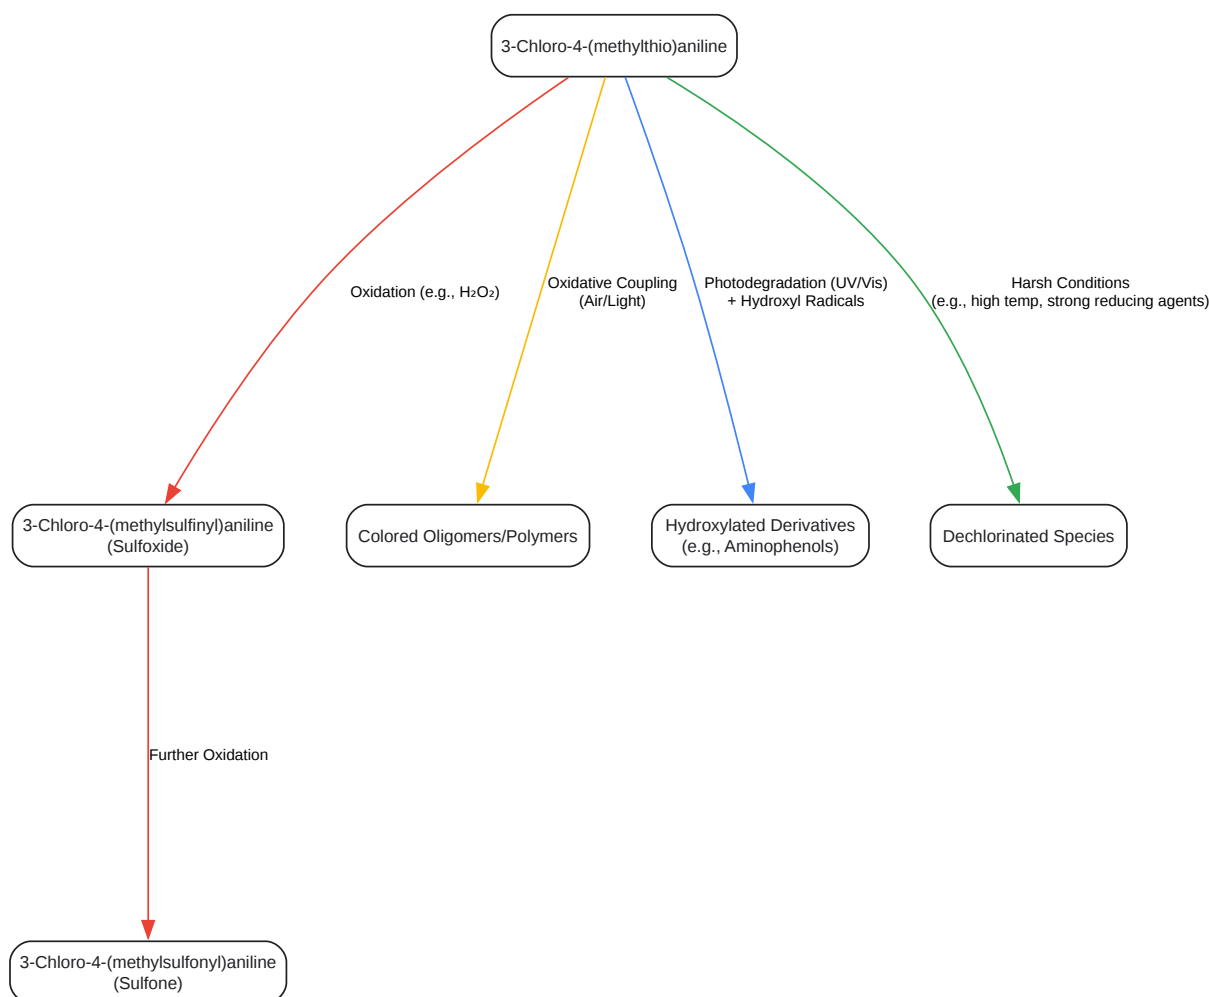 3-Chloro-4-(methylthio)aniline
Oxidation (e.g., H₂O₂)
Oxidative Coupling
(Air/Light)
Photodegradation (UV/Vis)
+ Hydroxyl Radicals
Harsh Conditions
(e.g., high temp, strong reducing agents)
3-Chloro-4-(methylsulfinyl)aniline
(Sulfoxide)
Colored Oligomers/Polymers
Hydroxylated Derivatives
(e.g., Aminophenols)
Dechlorinated Species
Further Oxidation
3-Chloro-4-(methylsulfonyl)aniline
(Sulfone)